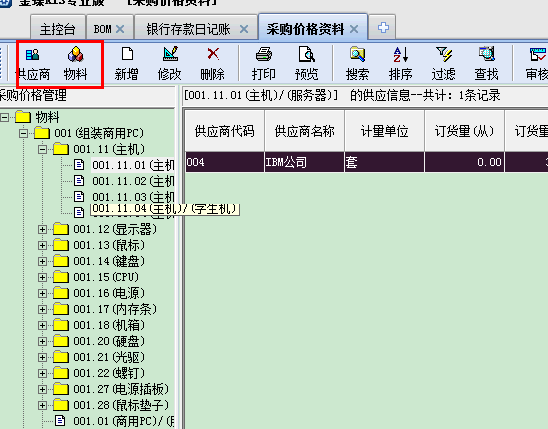 金蝶KIS专业版 - [采购价格资料]
主控台 BOM 银行存款日记账 采购价格资料
供应商 物料 新增 修改 删除 打印 预览 搜索 排序 过滤 查找 审核
采购价格管理
[001.11.01(主机)/(服务器)] 的供应信息--共计: 1条记录
供应商代码 供应商名称 计量单位 订货量(从) 订货量
004 IBM公司 套 0.00
物料
001(组装商用PC)
001.11(主机)
001.11.01(主机
001.11.02(主机
001.11.03(主机
001.11.04(主机)/(学生机)
001.12(显示器)
001.13(鼠标)
001.14(键盘)
001.15(CPU)
001.16(电源)
001.17(内存条)
001.18(机箱)
001.20(硬盘)
001.21(光驱)
001.22(螺钉)
001.27(电源插板)
001.28(鼠标垫子)
001.01(商用PC)/(